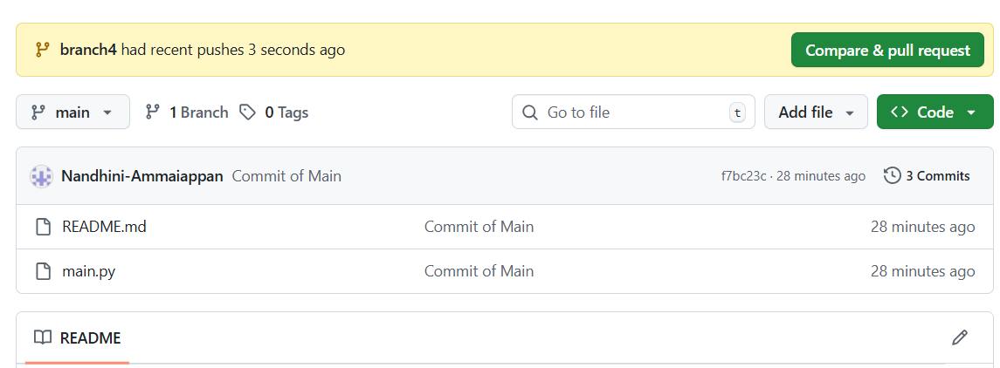 branch4 had recent pushes 3 seconds ago Compare & pull request
main 1 Branch 0 Tags Go to file t Add file Code
Nandhini-Ammaiappan Commit of Main f7bc23c · 28 minutes ago 3 Commits
README.md Commit of Main 28 minutes ago
main.py Commit of Main 28 minutes ago
README